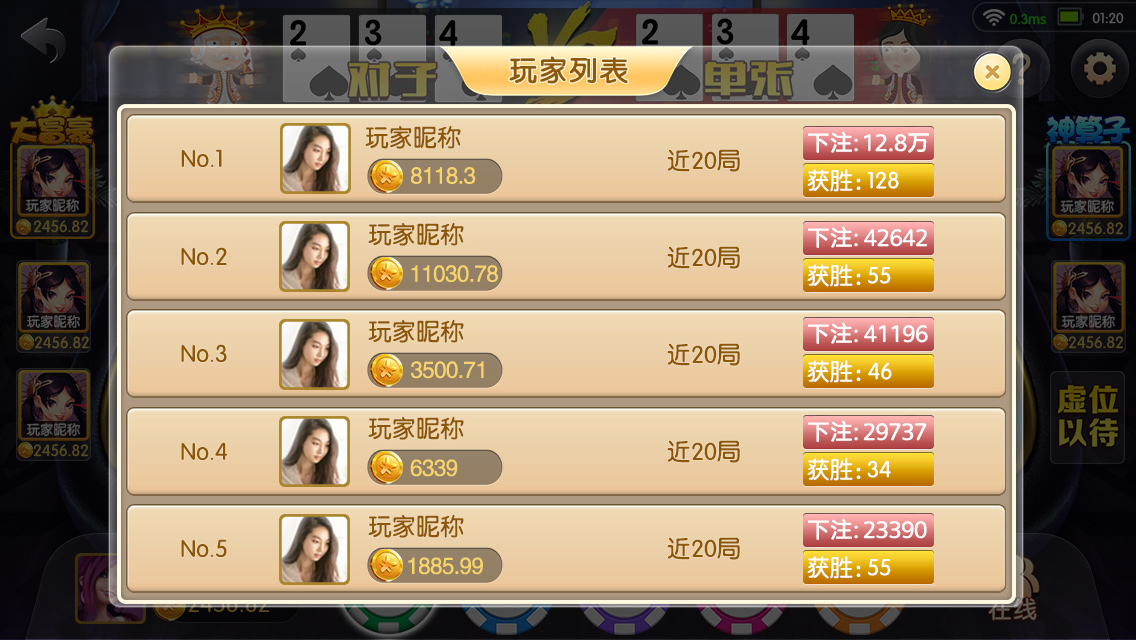 0.3ms
01:20
2
3
4
VS
2
3
4
对子
单张
玩家列表
?
大富豪
玩家昵称
2456.82
玩家昵称
2456.82
玩家昵称
2456.82
No.1
玩家昵称
8118.3
近20局
下注: 12.8万
获胜: 128
No.2
玩家昵称
11030.78
近20局
下注: 42642
获胜: 55
No.3
玩家昵称
3500.71
近20局
下注: 41196
获胜: 46
No.4
玩家昵称
6339
近20局
下注: 29737
获胜: 34
No.5
玩家昵称
1885.99
近20局
下注: 23390
获胜: 55
神算子
玩家昵称
2456.82
玩家昵称
2456.82
虚位
以待
2456.82
在线